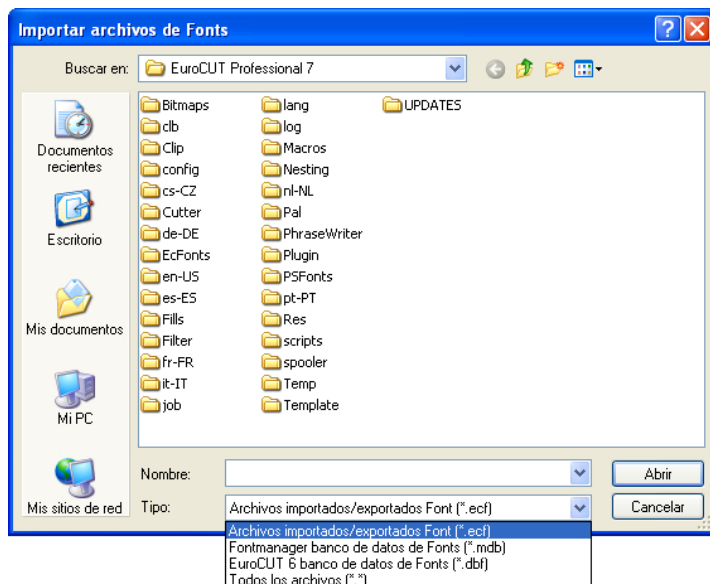 Importar archivos de Fonts
Buscar en: EuroCUT Professional 7
Documentos
recientes
Escritorio
Mis documentos
Mi PC
Mis sitios de red
Bitmaps
clb
Clip
config
cs-CZ
Cutter
de-DE
EcFonts
en-US
es-ES
Fills
Filter
fr-FR
it-IT
job
lang
log
Macros
Nesting
nl-NL
Pal
PhraseWriter
Plugin
PSFonts
pt-PT
Res
scripts
spooler
Temp
Template
UPDATES
Nombre:
Abrir
Tipo: Archivos importados/exportados Font (*.ecf)
Cancelar
Archivos importados/exportados Font (*.ecf)
Fontmanager banco de datos de Fonts (*.mdb)
EuroCUT 6 banco de datos de Fonts (*.dbf)
Todos los archivos (*.*)